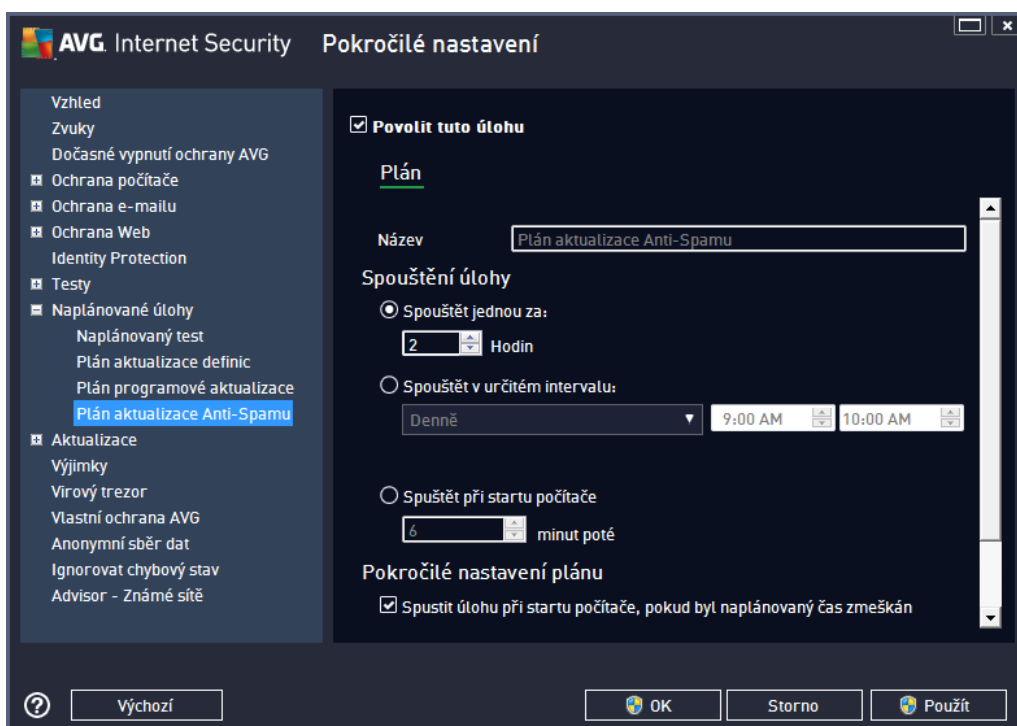 AVG. Internet Security Pokročilé nastavení
Vzhled
Zvuky
Dočasné vypnutí ochrany AVG
Ochrana počítače
Ochrana e-mailu
Ochrana Web
Identity Protection
Testy
Naplánované úlohy
Naplánovaný test
Plán aktualizace definic
Plán programové aktualizace
Plán aktualizace Anti-Spamu
Aktualizace
Výjimky
Virový trezor
Vlastní ochrana AVG
Anonymní sběr dat
Ignorovat chybový stav
Advisor - Známé sítě
Povolit tuto úlohu
Plán
Název Plán aktualizace Anti-Spamu
Spouštění úlohy
Spouštět jednou za:
2 Hodin
Spouštět v určitém intervalu:
Denně 9:00 AM 10:00 AM
Spuštět při startu počítače
6 minut poté
Pokročilé nastavení plánu
Spustit úlohu při startu počítače, pokud byl naplánovaný čas zmeškán
? Výchozí OK Storno Použít